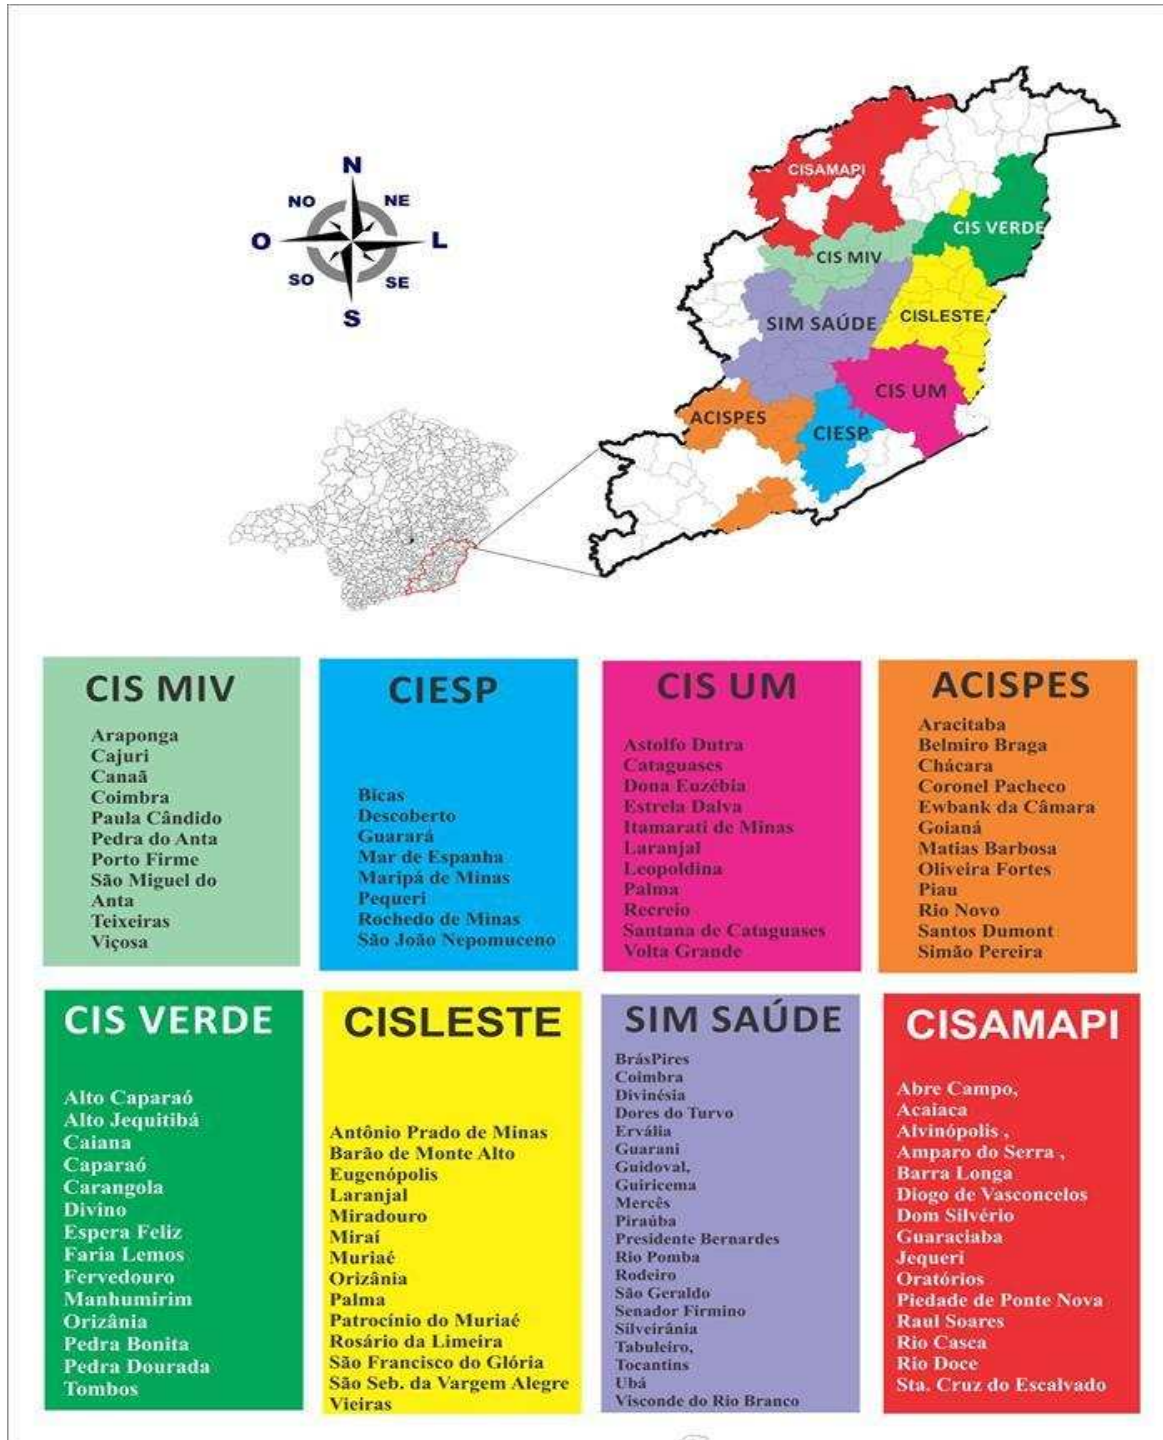 N
NO
NE
O
L
SO
SE
S
CISAMAPI
CIS VERDE
CIS MIV
SIM SAÚDE
CISLESTE
CIS UM
ACISPES
CIESP
CIS MIV
Araponga
Cajuri
Canaã
Coimbra
Paula Cândido
Pedra do Anta
Porto Firme
São Miguel do
Anta
Teixeiras
Viçosa
CIESP
Bicas
Descoberto
Guarará
Mar de Espanha
Maripá de Minas
Pequeri
Rochedo de Minas
São João Nepomuceno
CIS UM
Astolfo Dutra
Cataguases
Dona Euzébia
Estrela Dalva
Itamarati de Minas
Laranjal
Leopoldina
Palma
Recreio
Santana de Cataguases
Volta Grande
ACISPES
Aracitaba
Belmiro Braga
Chácara
Coronel Pacheco
Ewbank da Câmara
Goianá
Matias Barbosa
Oliveira Fortes
Piau
Rio Novo
Santos Dumont
Simão Pereira
CIS VERDE
Alto Caparaó
Alto Jequitibá
Caiana
Caparaó
Carangola
Divino
Espera Feliz
Faria Lemos
Fervedouro
Manhumirim
Orizânia
Pedra Bonita
Pedra Dourada
Tombos
CISLESTE
Antônio Prado de Minas
Barão de Monte Alto
Eugenópolis
Laranjal
Miradouro
Miraí
Muriaé
Orizânia
Palma
Patrocínio do Muriaé
Rosário da Limeira
São Francisco do Glória
São Seb. da Vargem Alegre
Vieiras
SIM SAÚDE
BrásPires
Coimbra
Divinésia
Dores do Turvo
Ervália
Guarani
Guidoval,
Guiricema
Mercês
Piraúba
Presidente Bernardes
Rio Pomba
Rodeiro
São Geraldo
Senador Firmino
Silveirânia
Tabuleiro,
Tocantins
Ubá
Visconde do Rio Branco
CISAMAPI
Abre Campo,
Acaiaca
Alvinópolis ,
Amparo do Serra ,
Barra Longa
Diogo de Vasconcelos
Dom Silvério
Guaraciaba
Jequeri
Oratórios
Piedade de Ponte Nova
Raul Soares
Rio Casca
Rio Doce
Sta. Cruz do Escalvado